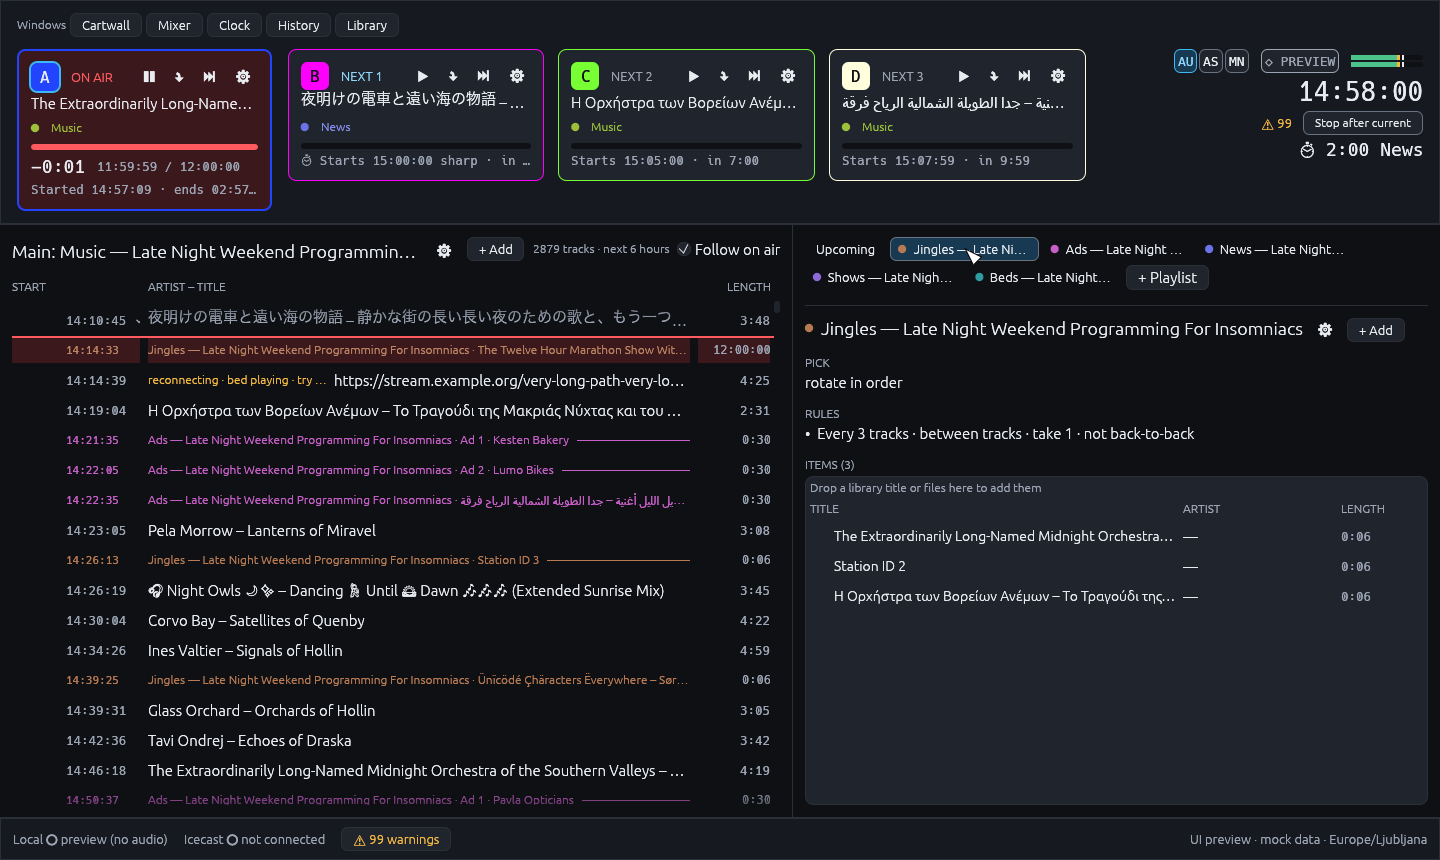 Windows Cartwall Mixer Clock History Library
A ON AIR
The Extraordinarily Long-Name…
Music
−0:01 11:59:59 / 12:00:00
Started 14:57:09 · ends 02:57…
B NEXT 1
夜明けの電車と遠い海の物語 – …
News
Starts 15:00:00 sharp · in …
C NEXT 2
Η Ορχήστρα των Βορείων Ανέμ…
Music
Starts 15:05:00 · in 7:00
D NEXT 3
…نية – جدا الطويلة الشمالية الرياح فرقة
Music
Starts 15:07:59 · in 9:59
AU AS MN ◇ PREVIEW
14:58:00
⚠ 99 Stop after current
2:00 News
Main: Music — Late Night Weekend Programmin…
+ Add 2879 tracks · next 6 hours ✓ Follow on air
START ARTIST – TITLE LENGTH
14:10:45 夜明けの電車と遠い海の物語 – 静かな街の長い長い夜のための歌と、もう一つ… 3:48
14:14:33 Jingles — Late Night Weekend Programming For Insomniacs · The Twelve Hour Marathon Show Wit… 12:00:00
14:14:39 reconnecting · bed playing · try … https://stream.example.org/very-long-path-very-lo… 4:25
14:19:04 Η Ορχήστρα των Βορείων Ανέμων – Το Τραγούδι της Μακριάς Νύχτας και του … 2:31
14:21:35 Ads — Late Night Weekend Programming For Insomniacs · Ad 1 · Kesten Bakery 0:30
14:22:05 Ads — Late Night Weekend Programming For Insomniacs · Ad 2 · Lumo Bikes 0:30
14:22:35 Ads — Late Night Weekend Programming For Insomniacs · …يل الليل أغنية – جدا الطويلة الشمالية الرياح فرقة 0:30
14:23:05 Pela Morrow – Lanterns of Miravel 3:08
14:26:13 Jingles — Late Night Weekend Programming For Insomniacs · Station ID 3 0:06
14:26:19 🎧 Night Owls 🌙✨ – Dancing 💃 Until 🌅 Dawn 🎶🎶🎶 (Extended Sunrise Mix) 3:45
14:30:04 Corvo Bay – Satellites of Quenby 4:22
14:34:26 Ines Valtier – Signals of Hollin 4:59
14:39:25 Jingles — Late Night Weekend Programming For Insomniacs · Ünïcödé Çhäracters Ëverywhere – Sør… 0:06
14:39:31 Glass Orchard – Orchards of Hollin 3:05
14:42:36 Tavi Ondrej – Echoes of Draska 3:42
14:46:18 The Extraordinarily Long-Named Midnight Orchestra of the Southern Valleys – … 4:19
14:50:37 Ads — Late Night Weekend Programming For Insomniacs · Ad 1 · Pavla Opticians 0:30
Upcoming Jingles — Late Ni… Ads — Late Night … News — Late Night…
Shows — Late Nigh… Beds — Late Night… + Playlist
Jingles — Late Night Weekend Programming For Insomniacs + Add
PICK
rotate in order
RULES
• Every 3 tracks · between tracks · take 1 · not back-to-back
ITEMS (3)
Drop a library title or files here to add them
TITLE ARTIST LENGTH
The Extraordinarily Long-Named Midnight Orchestra… — 0:06
Station ID 2 — 0:06
Η Ορχήστρα των Βορείων Ανέμων – Το Τραγούδι της… — 0:06
Local preview (no audio) Icecast not connected ⚠ 99 warnings
UI preview · mock data · Europe/Ljubljana